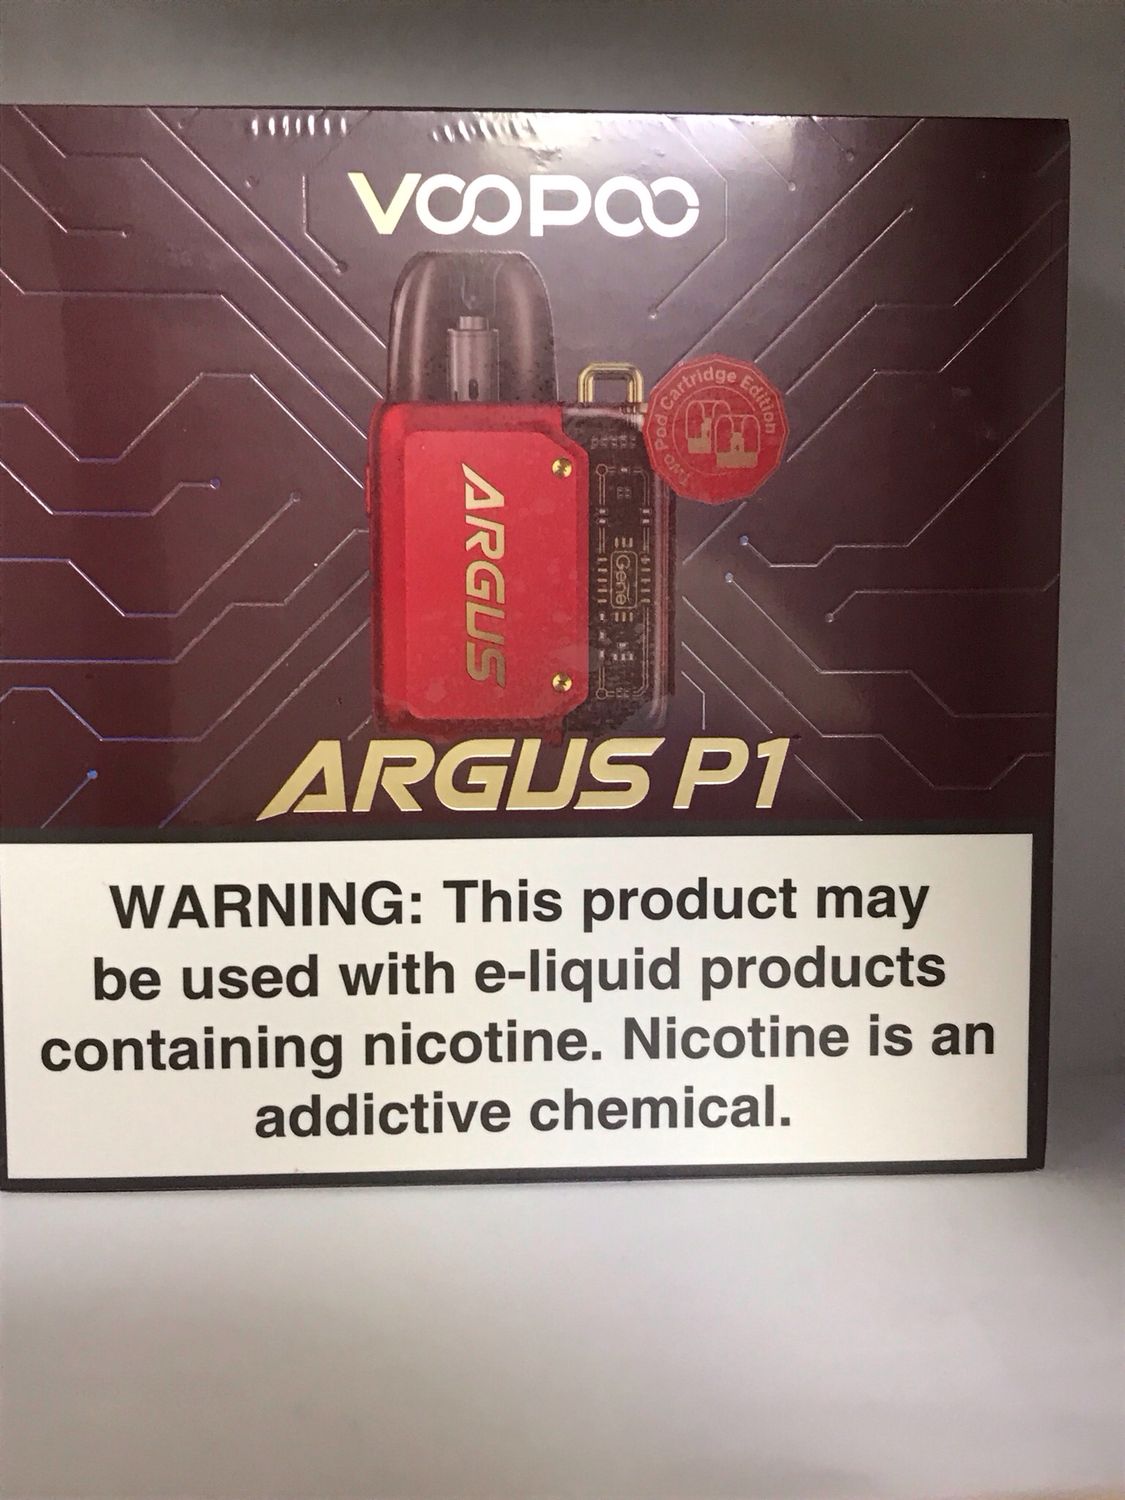 VOOPOO
Two Pod Cartridge Edition
ARGUS
Gene
ARGUS P1
WARNING: This product may
be used with e-liquid products
containing nicotine. Nicotine is an
addictive chemical.